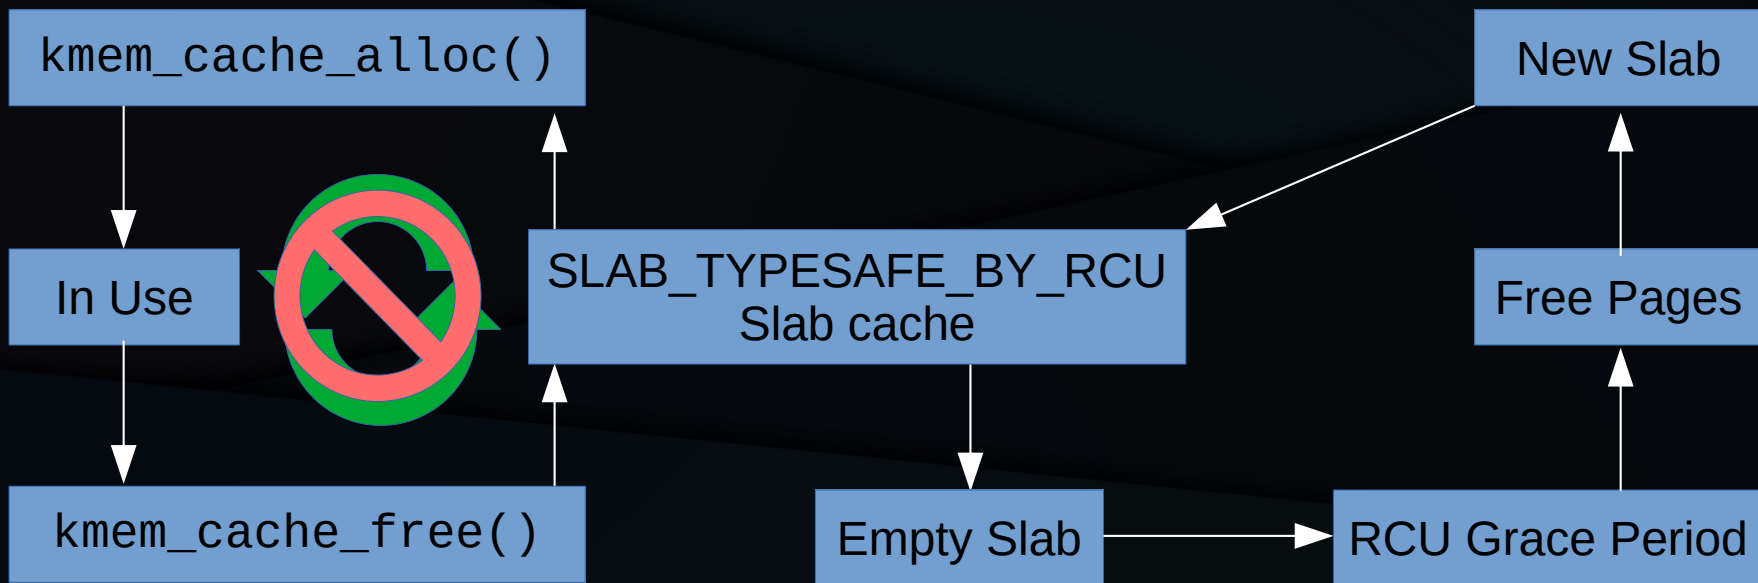 kmem_cache_alloc()
New Slab
In Use
SLAB_TYPESAFE_BY_RCU
Slab cache
Free Pages
kmem_cache_free()
Empty Slab
RCU Grace Period